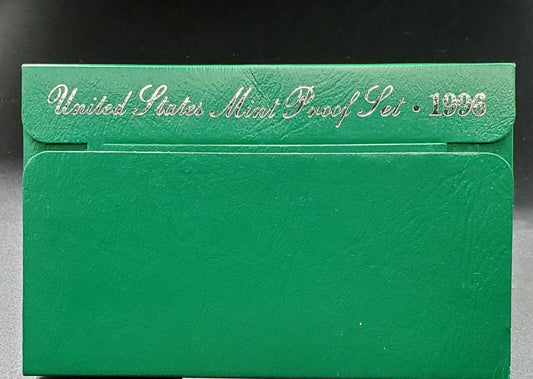 United States Mint Proof Set · 1996